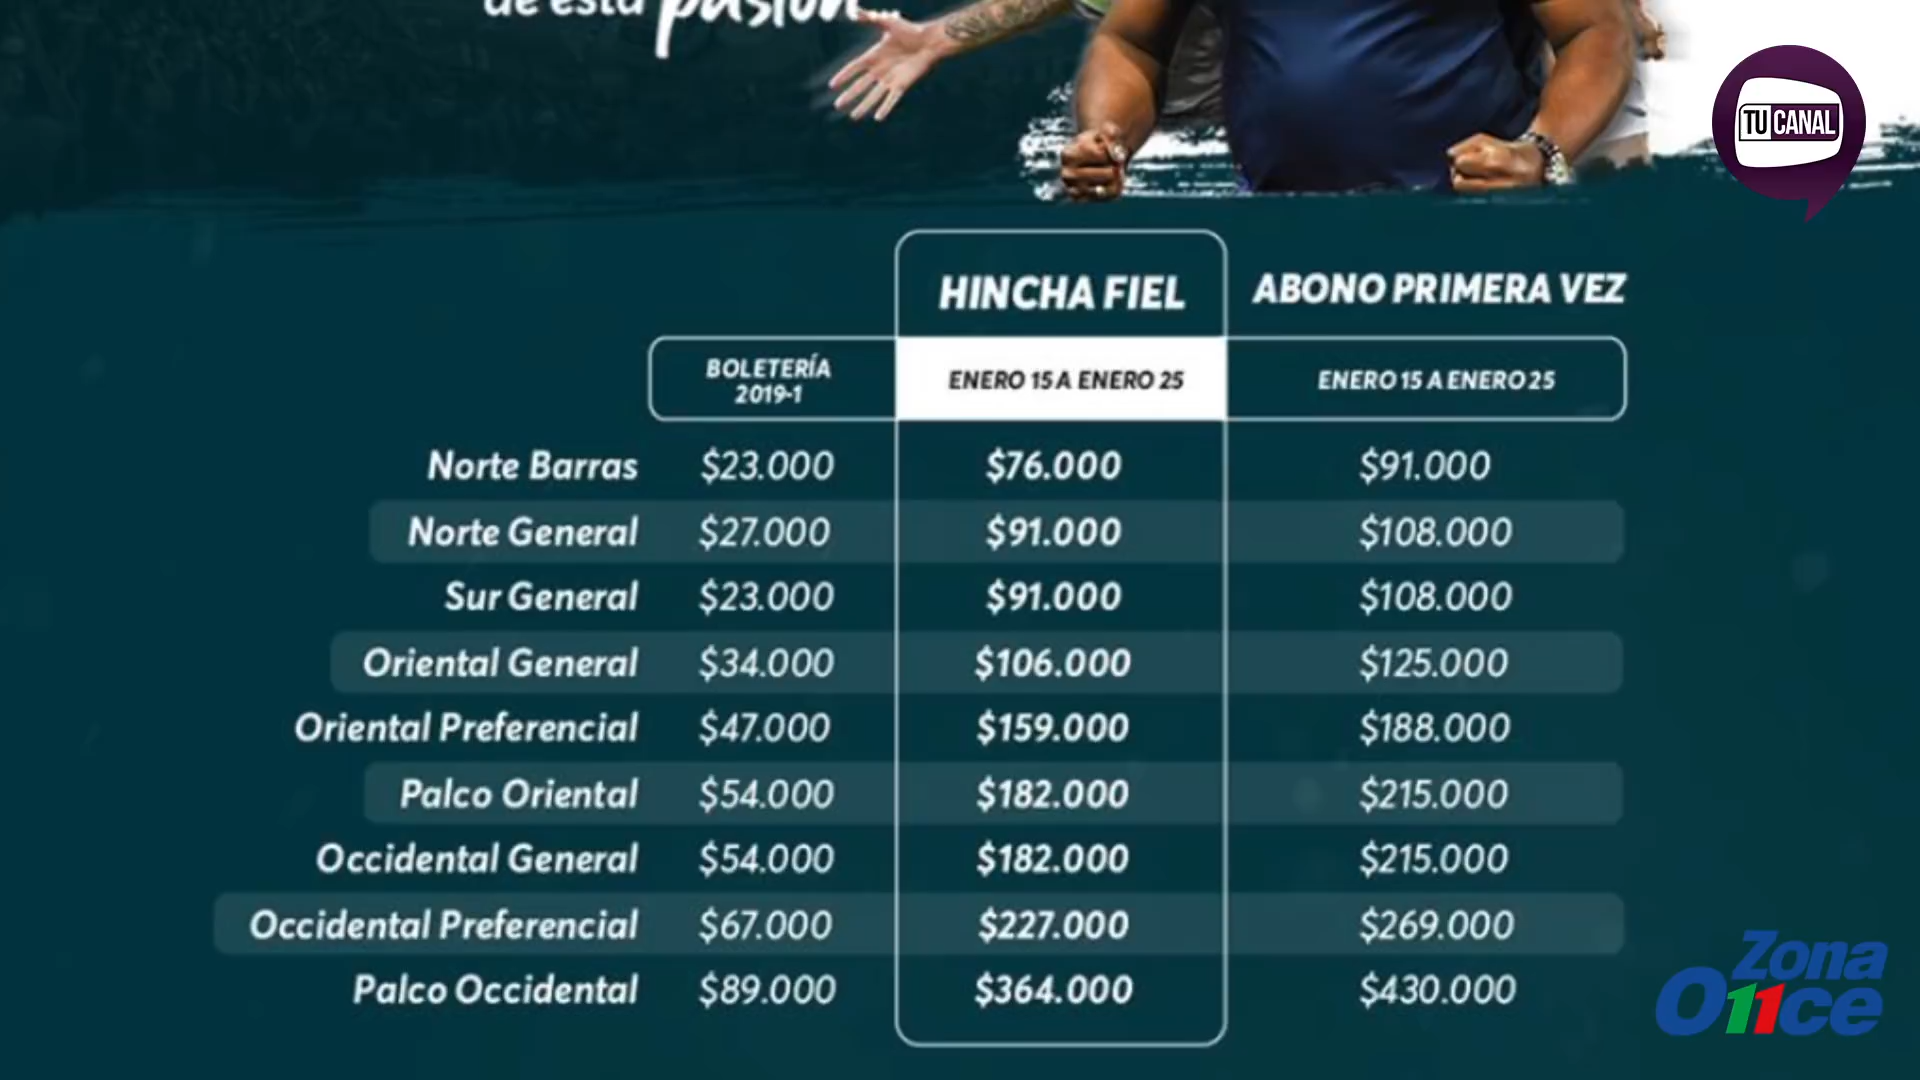 de esta pasión...
TU CANAL
HINCHA FIEL
ABONO PRIMERA VEZ
BOLETERÍA
2019-1
ENERO 15 A ENERO 25
ENERO 15 A ENERO 25
Norte Barras $23.000 $76.000 $91.000
Norte General $27.000 $91.000 $108.000
Sur General $23.000 $91.000 $108.000
Oriental General $34.000 $106.000 $125.000
Oriental Preferencial $47.000 $159.000 $188.000
Palco Oriental $54.000 $182.000 $215.000
Occidental General $54.000 $182.000 $215.000
Occidental Preferencial $67.000 $227.000 $269.000
Palco Occidental $89.000 $364.000 $430.000
Zona
O11ce